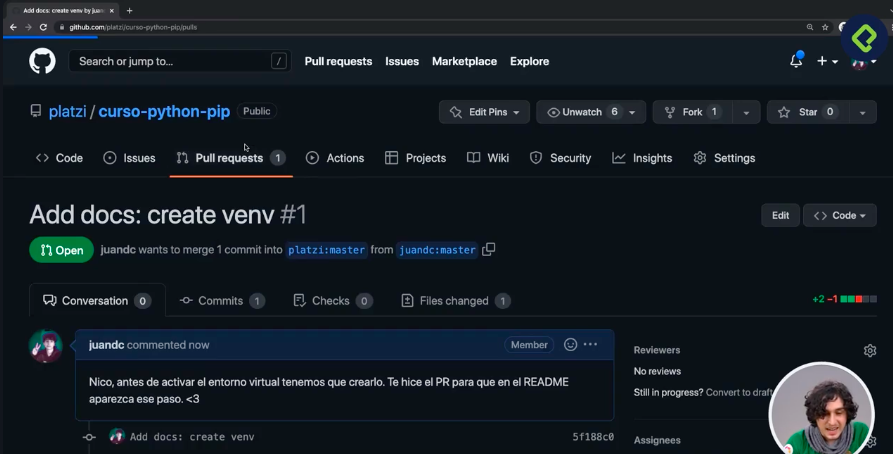 Add docs: create venv by juan
github.com/platzi/curso-python-pip/pulls
Search or jump to... /
Pull requests Issues Marketplace Explore
platzi / curso-python-pip Public
Edit Pins Unwatch 6 Fork 1 Star 0
Code Issues Pull requests 1 Actions Projects Wiki Security Insights Settings
Add docs: create venv #1
Edit Code
Open juandc wants to merge 1 commit into platzi:master from juandc:master
Conversation 0 Commits 1 Checks 0 Files changed 1
+2 −1
juandc commented now Member
Nico, antes de activar el entorno virtual tenemos que crearlo. Te hice el PR para que en el README
aparezca ese paso. <3
Add docs: create venv 5f188c0
Reviewers
No reviews
Still in progress? Convert to draft
Assignees